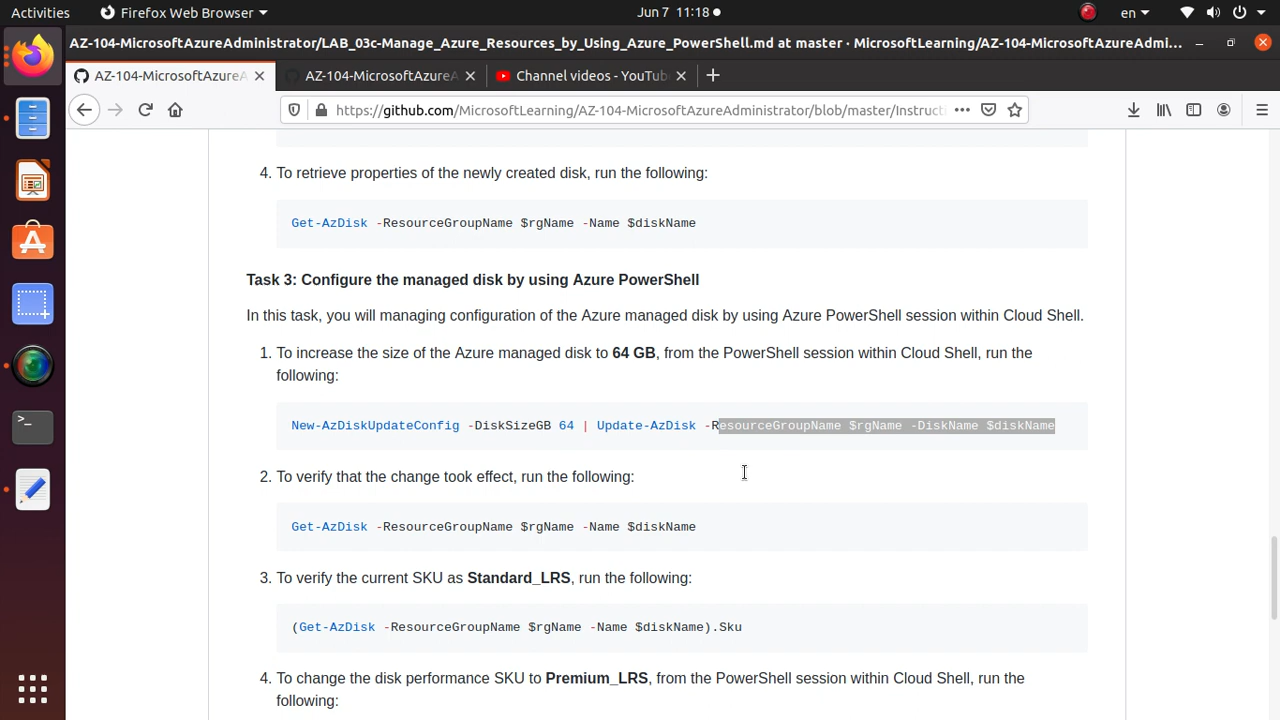 Activities
Firefox Web Browser
Jun 7 11:18
en
AZ-104-MicrosoftAzureAdministrator/LAB_03c-Manage_Azure_Resources_by_Using_Azure_PowerShell.md at master · MicrosoftLearning/AZ-104-MicrosoftAzureAdmi...
AZ-104-MicrosoftAzureA
AZ-104-MicrosoftAzureA
Channel videos - YouTub
https://github.com/MicrosoftLearning/AZ-104-MicrosoftAzureAdministrator/blob/master/Instructi
4. To retrieve properties of the newly created disk, run the following:
Get-AzDisk -ResourceGroupName $rgName -Name $diskName
Task 3: Configure the managed disk by using Azure PowerShell
In this task, you will managing configuration of the Azure managed disk by using Azure PowerShell session within Cloud Shell.
1. To increase the size of the Azure managed disk to 64 GB, from the PowerShell session within Cloud Shell, run the
following:
New-AzDiskUpdateConfig -DiskSizeGB 64 | Update-AzDisk -ResourceGroupName $rgName -DiskName $diskName
2. To verify that the change took effect, run the following:
Get-AzDisk -ResourceGroupName $rgName -Name $diskName
3. To verify the current SKU as Standard_LRS, run the following:
(Get-AzDisk -ResourceGroupName $rgName -Name $diskName).Sku
4. To change the disk performance SKU to Premium_LRS, from the PowerShell session within Cloud Shell, run the
following: